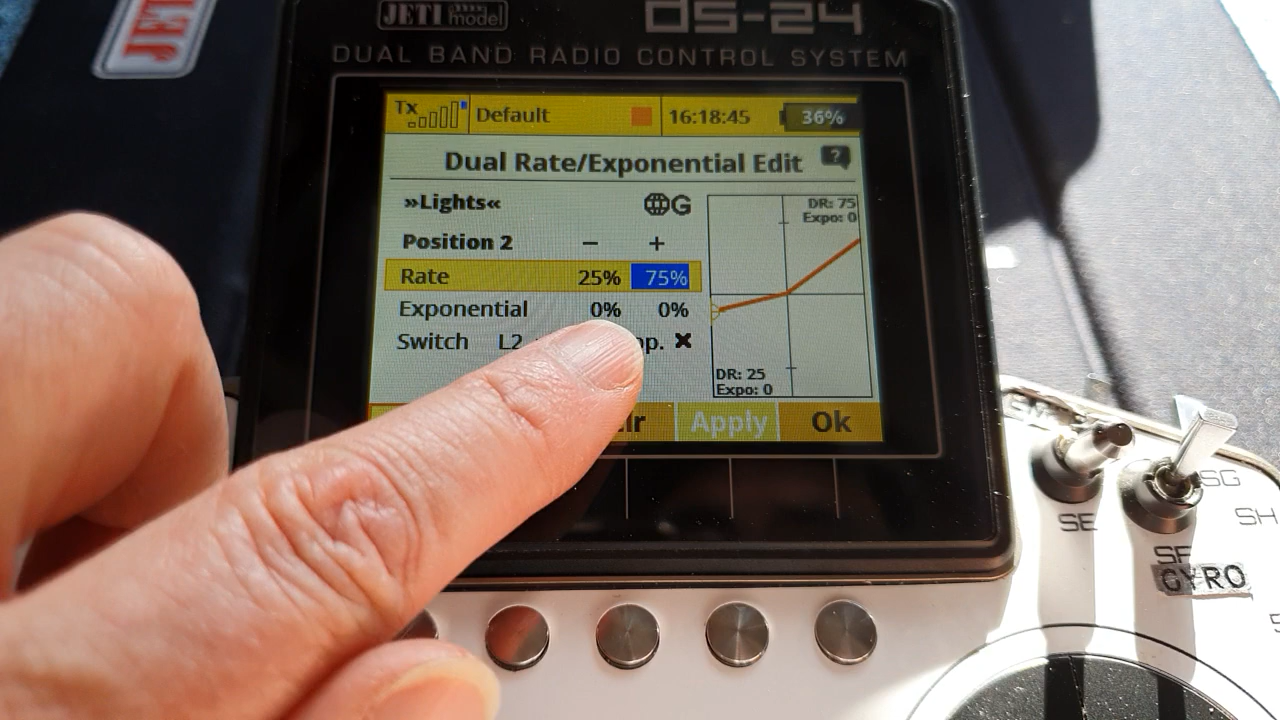 JETI
JETI model
DS-24
DUAL BAND RADIO CONTROL SYSTEM
Tx Default 16:18:45 36%
Dual Rate/Exponential Edit ?
»Lights« G
Position 2 − +
Rate 25% 75%
Exponential 0% 0%
Switch L2
DR: 75
Expo: 0
DR: 25
Expo: 0
Apply Ok
SE
SG
SH
SF
GYRO